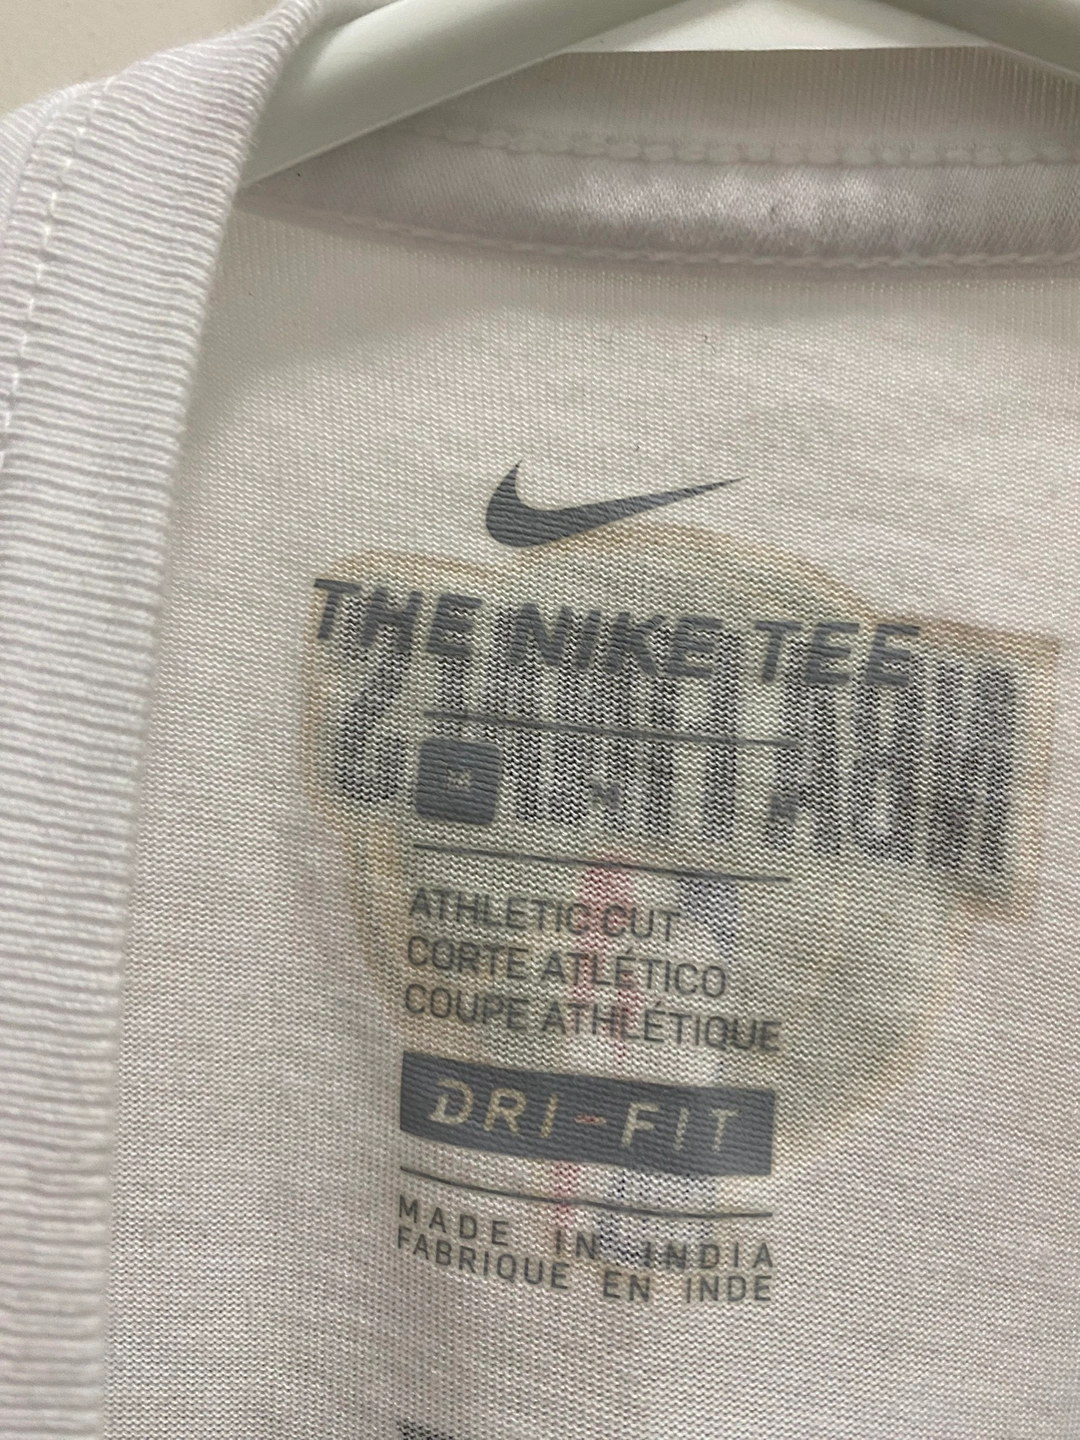 THE NIKE TEE
ATHLETIC CUT
CORTE ATLÉTICO
COUPE ATHLÉTIQUE
DRI-FIT
MADE IN INDIA
FABRIQUE EN INDE